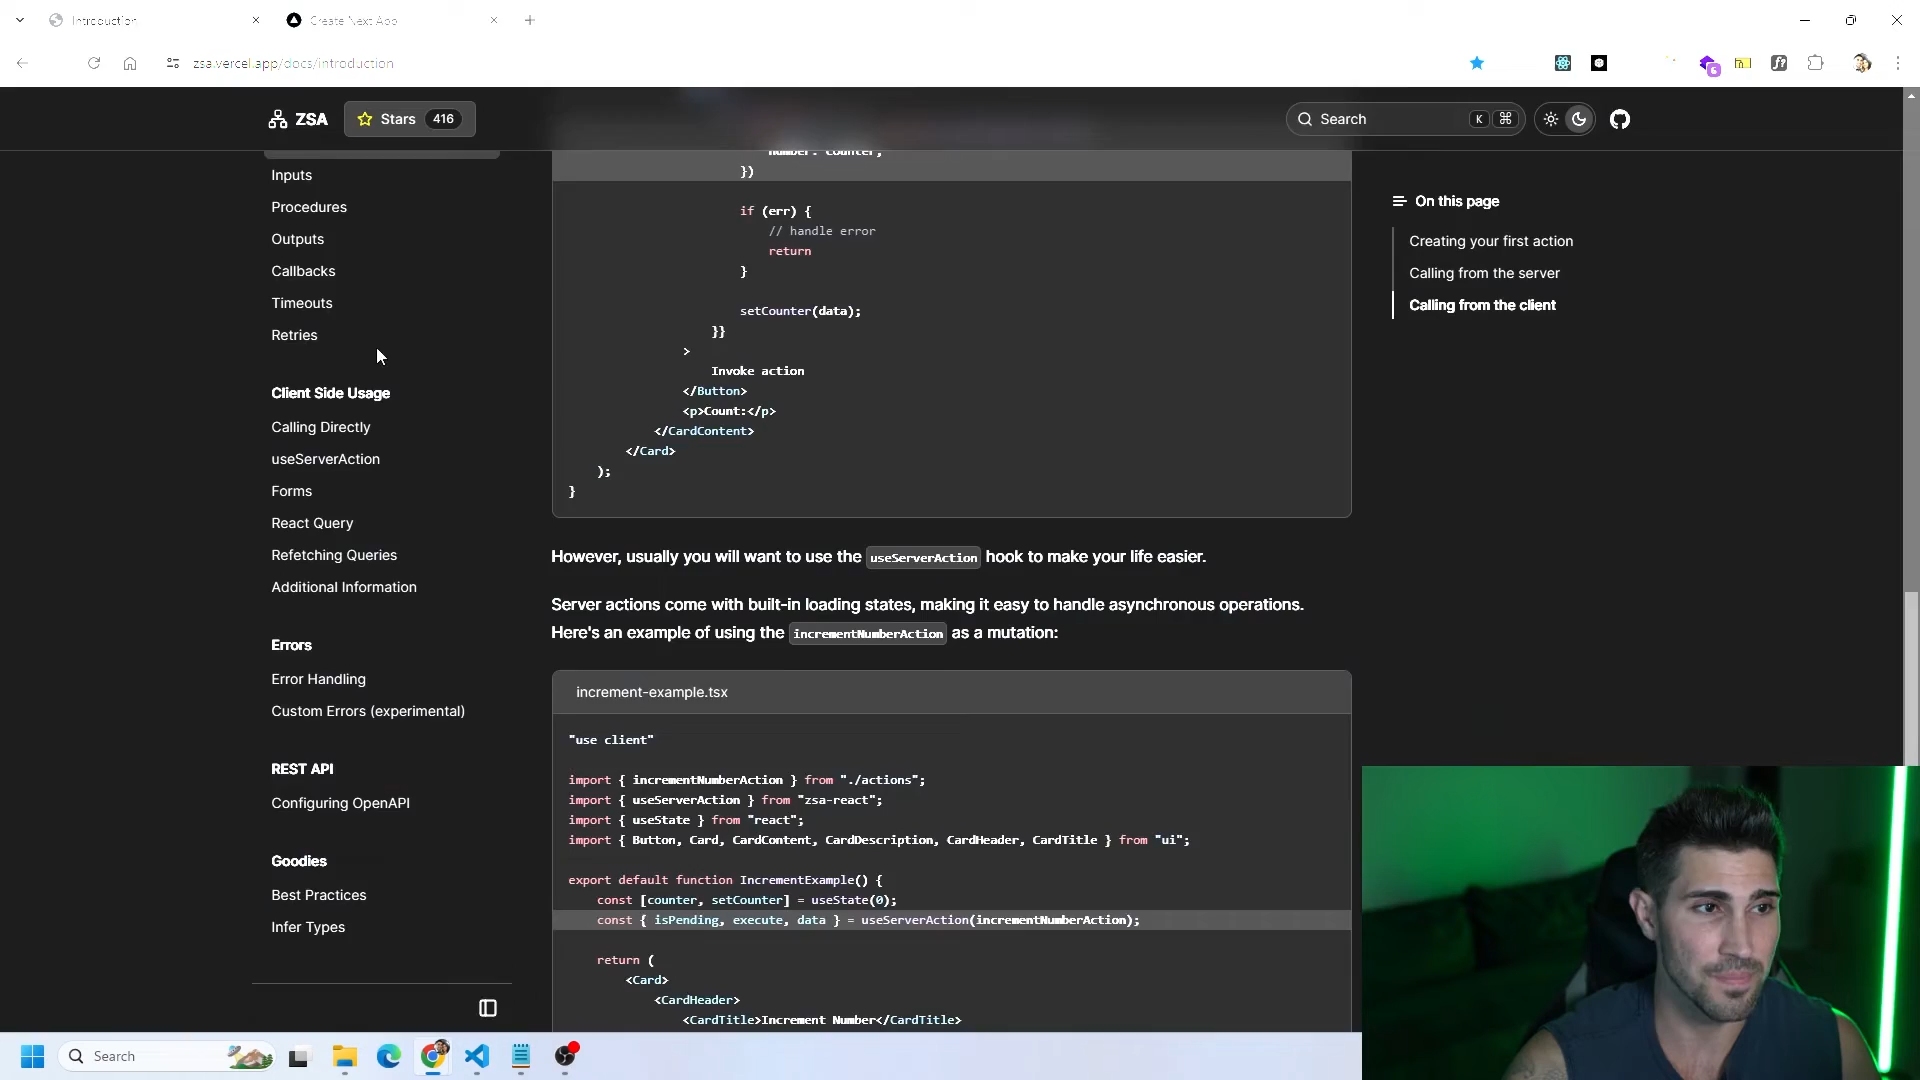 Introduction
Create Next App
zsa.vercel.app/docs/introduction
6
f?
ZSA
Stars 416
Search K ⌘
Inputs
Procedures
Outputs
Callbacks
Timeouts
Retries
Client Side Usage
Calling Directly
useServerAction
Forms
React Query
Refetching Queries
Additional Information
Errors
Error Handling
Custom Errors (experimental)
REST API
Configuring OpenAPI
Goodies
Best Practices
Infer Types
number: counter,
})
if (err) {
// handle error
return
}
setCounter(data);
}}
>
Invoke action
</Button>
<p>Count:</p>
</CardContent>
</Card>
);
}
However, usually you will want to use the useServerAction hook to make your life easier.
Server actions come with built-in loading states, making it easy to handle asynchronous operations.
Here's an example of using the incrementNumberAction as a mutation:
increment-example.tsx
"use client"
import { incrementNumberAction } from "./actions";
import { useServerAction } from "zsa-react";
import { useState } from "react";
import { Button, Card, CardContent, CardDescription, CardHeader, CardTitle } from "ui";
export default function IncrementExample() {
const [counter, setCounter] = useState(0);
const { isPending, execute, data } = useServerAction(incrementNumberAction);
return (
<Card>
<CardHeader>
<CardTitle>Increment Number</CardTitle>
On this page
Creating your first action
Calling from the server
Calling from the client
Search